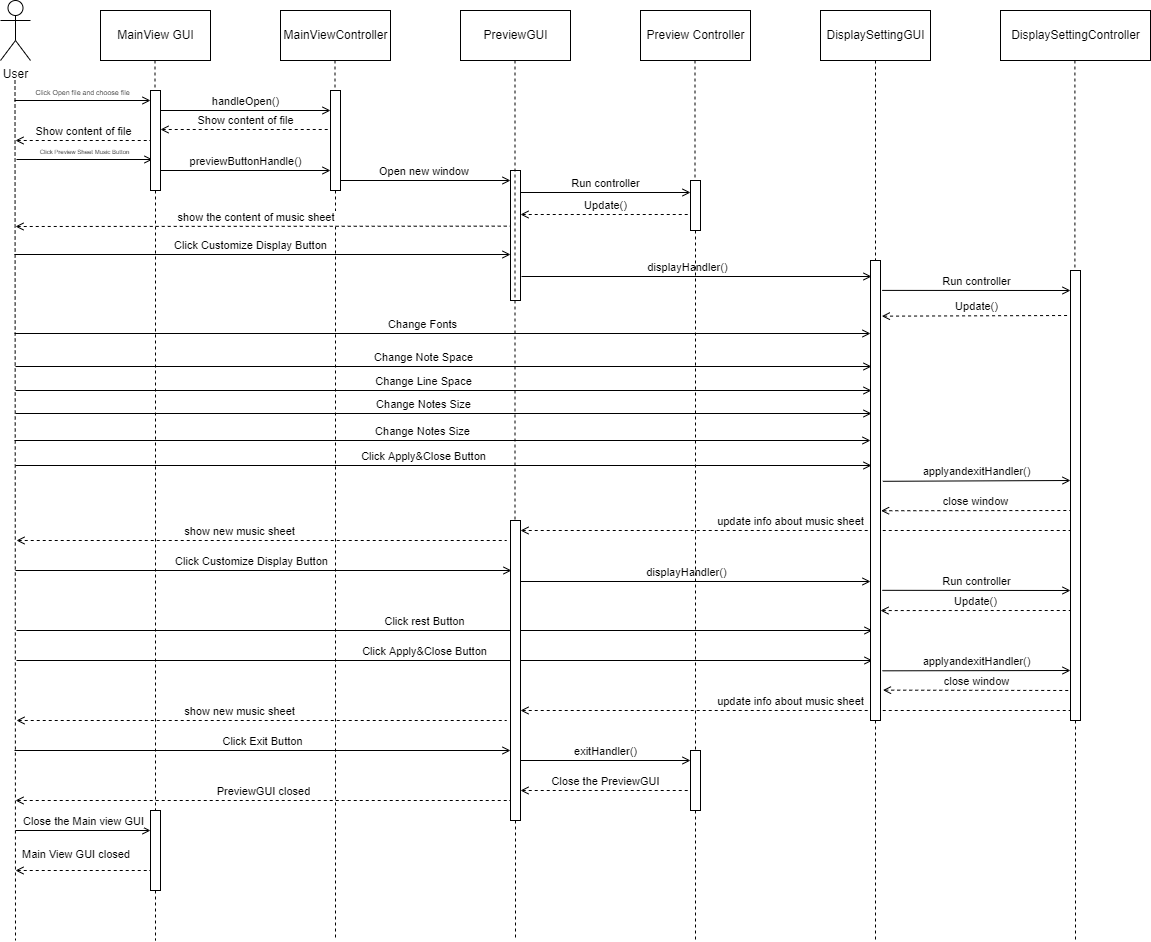 MainView GUI
MainViewController
PreviewGUI
Preview Controller
DisplaySettingGUI
DisplaySettingController
User
Click Open file and choose file
handleOpen()
Show content of file
Show content of file
Click Preview Sheet Music Button
previewButtonHandle()
Open new window
Run controller
Update()
show the content of music sheet
Click Customize Display Button
displayHandler()
Run controller
Update()
Change Fonts
Change Note Space
Change Line Space
Change Notes Size
Change Notes Size
Click Apply&Close Button
applyandexitHandler()
close window
update info about music sheet
show new music sheet
Click Customize Display Button
displayHandler()
Run controller
Update()
Click rest Button
Click Apply&Close Button
applyandexitHandler()
close window
update info about music sheet
show new music sheet
Click Exit Button
exitHandler()
Close the PreviewGUI
PreviewGUI closed
Close the Main view GUI
Main View GUI closed